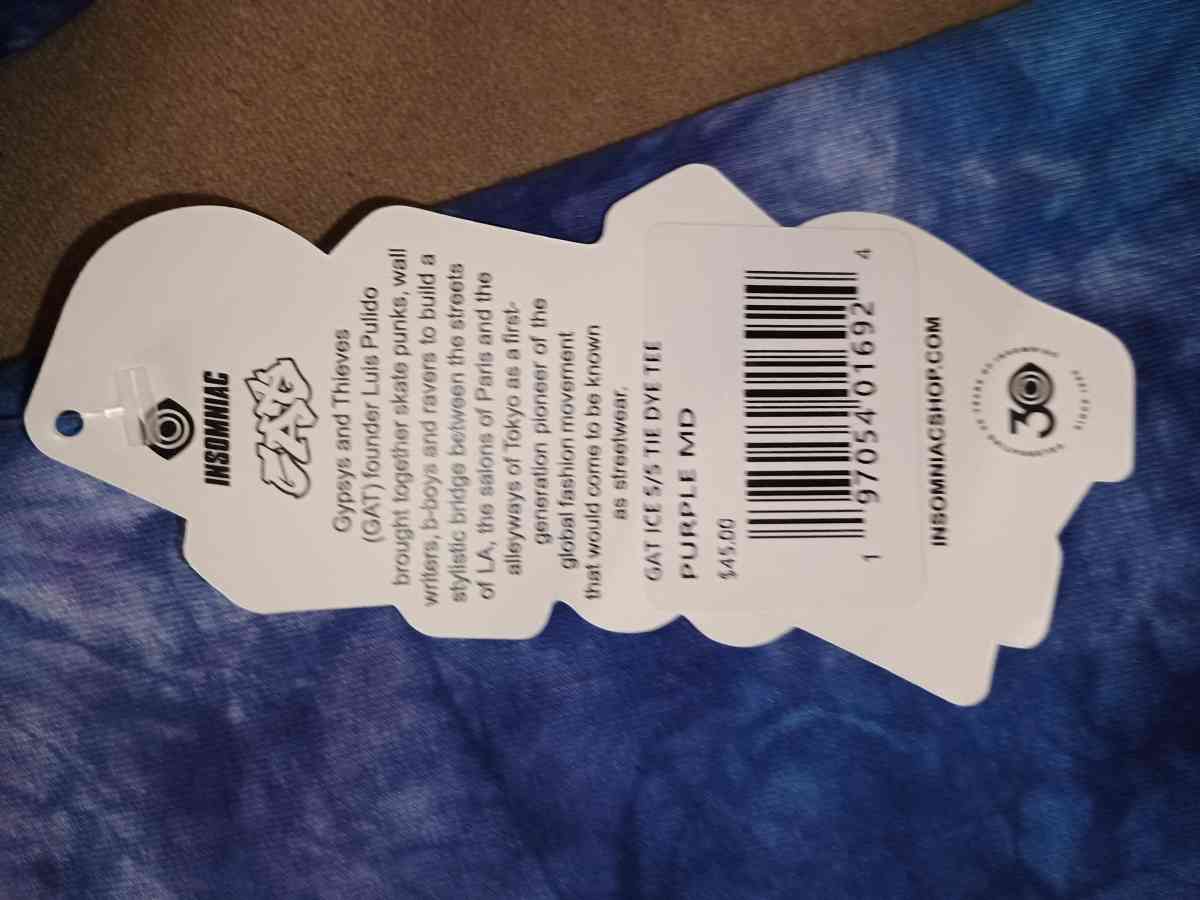 INSOMNIAC
GAT
Gypsys and Thieves
(GAT) founder Luis Pulido
brought together skate punks, wall
writers, b-boys and ravers to build a
stylistic bridge between the streets
of LA, the salons of Paris and the
alleyways of Tokyo as a first-
generation pioneer of the
global fashion movement
that would come to be known
as streetwear.
GAT ICE S/S TIE DYE TEE
PURPLE MD
$45.00
1 97054 01692 4
INSOMNIACSHOP.COM
30